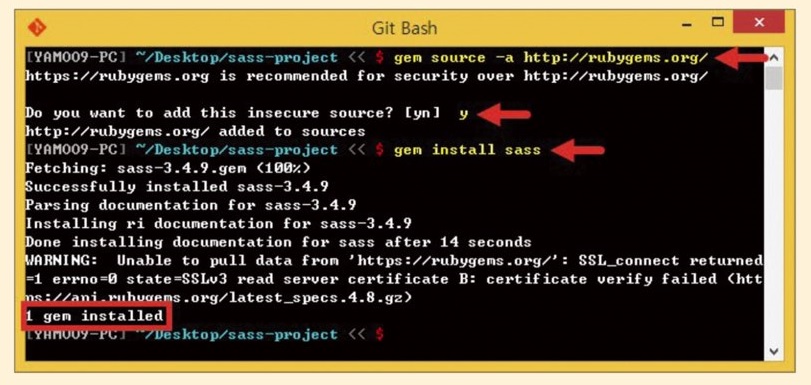 Git Bash
[YAM009-PC] ~/Desktop/sass-project << $ gem source -a http://rubygems.org/
https://rubygems.org is recommended for security over http://rubygems.org/
Do you want to add this insecure source? [yn] y
http://rubygems.org/ added to sources
[YAM009-PC] ~/Desktop/sass-project << $ gem install sass
Fetching: sass-3.4.9.gem (100%)
Successfully installed sass-3.4.9
Parsing documentation for sass-3.4.9
Installing ri documentation for sass-3.4.9
Done installing documentation for sass after 14 seconds
WARNING:  Unable to pull data from 'https://rubygems.org/': SSL_connect returned
=1 errno=0 state=SSLv3 read server certificate B: certificate verify failed (htt
ps://api.rubygems.org/latest_specs.4.8.gz)
1 gem installed
[YAM009-PC] ~/Desktop/sass-project << $